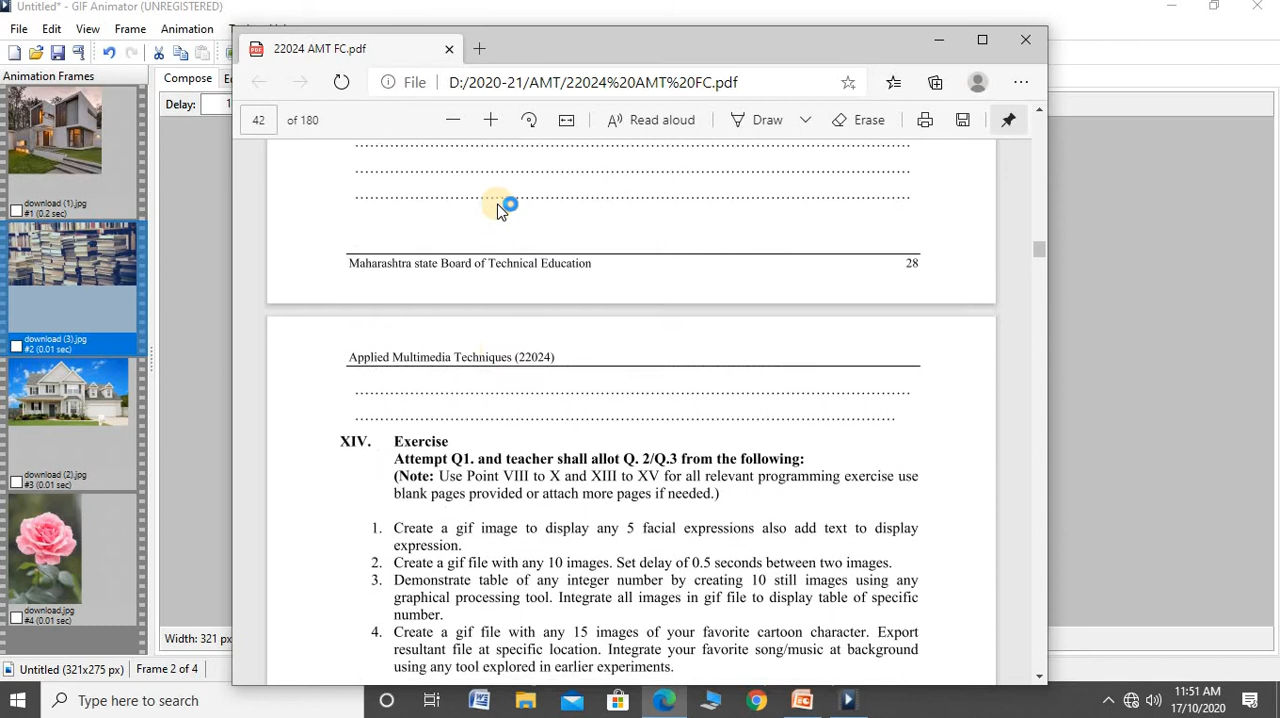 Untitled* - GIF Animator (UNREGISTERED)
File Edit View Frame Animation
Animation Frames
Compose
Delay:
download (1).jpg
#1 (0.2 sec)
download (3).jpg
#2 (0.01 sec)
download (2).jpg
#3 (0.01 sec)
download.jpg
#4 (0.01 sec)
Width: 321 px
Untitled (321x275 px) Frame 2 of 4
22024 AMT FC.pdf
File D:/2020-21/AMT/22024%20AMT%20FC.pdf
42 of 180
Read aloud Draw Erase
Maharashtra state Board of Technical Education 28
Applied Multimedia Techniques (22024)
XIV. Exercise
Attempt Q1. and teacher shall allot Q. 2/Q.3 from the following:
(Note: Use Point VIII to X and XIII to XV for all relevant programming exercise use
blank pages provided or attach more pages if needed.)
1. Create a gif image to display any 5 facial expressions also add text to display
expression.
2. Create a gif file with any 10 images. Set delay of 0.5 seconds between two images.
3. Demonstrate table of any integer number by creating 10 still images using any
graphical processing tool. Integrate all images in gif file to display table of specific
number.
4. Create a gif file with any 15 images of your favorite cartoon character. Export
resultant file at specific location. Integrate your favorite song/music at background
using any tool explored in earlier experiments.
Type here to search
11:51 AM
17/10/2020